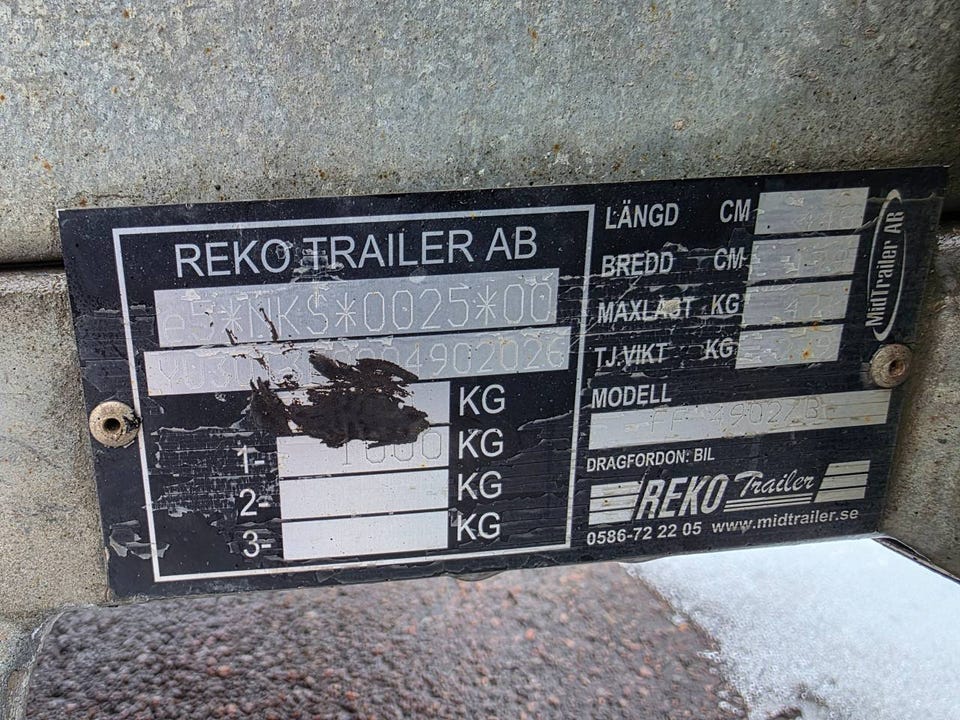 REKO TRAILER AB
e5*NKS*0025*00
KG
1- 1000 KG
2- KG
3- KG
LÄNGD CM
BREDD CM
MAXLAST KG
TJ.VIKT KG
MODELL
DRAGFORDON: BIL
REKO Trailer
0586-72 22 05 www.midtrailer.se
MidTrailer AB